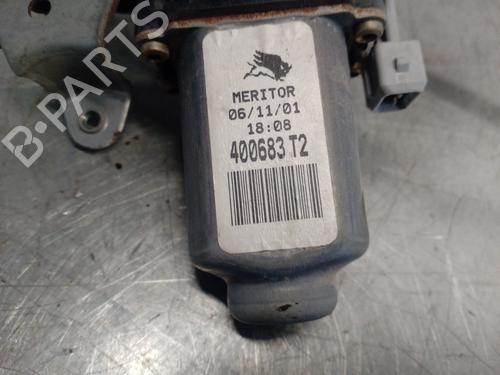 B-PARTS
MERITOR
06/11/01
18:08
400683 T2